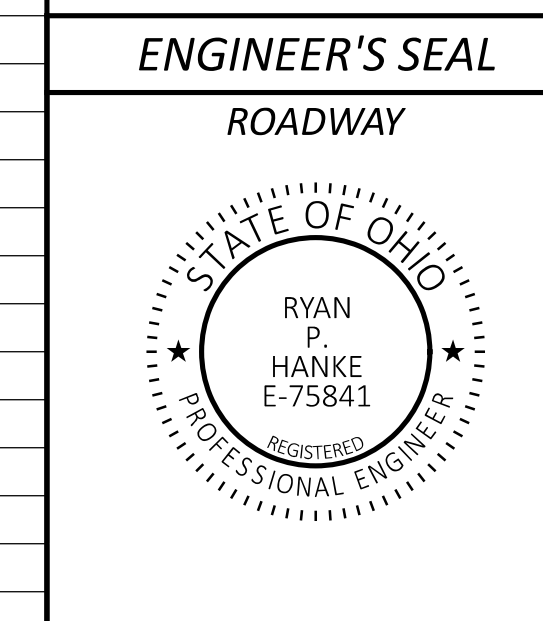 ENGINEER'S SEAL
ROADWAY
STATE OF OHIO
RYAN
P.
HANKE
E-75841
REGISTERED
PROFESSIONAL ENGINEER